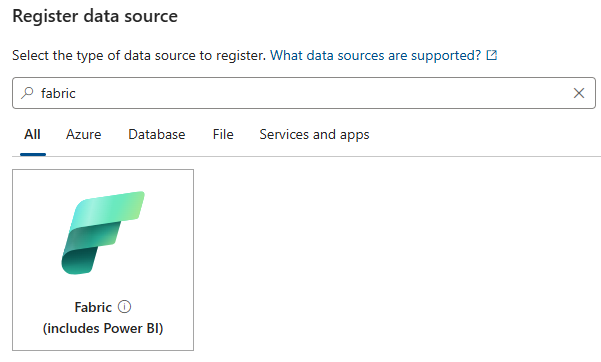 Register data source
Select the type of data source to register. What data sources are supported?
fabric
All Azure Database File Services and apps
Fabric
(includes Power BI)